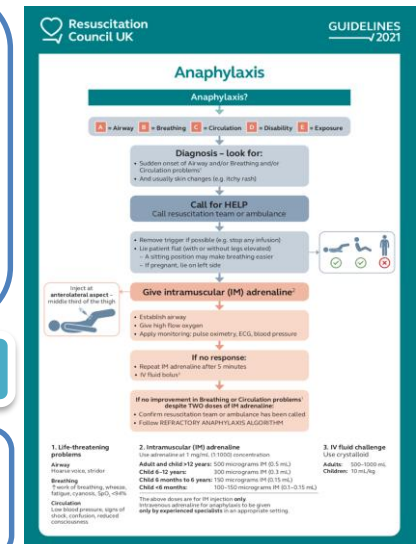 Resuscitation
Council UK
GUIDELINES
2021
Anaphylaxis
Anaphylaxis?
A = Airway B = Breathing C = Circulation D = Disability E = Exposure
Diagnosis – look for:
• Sudden onset of Airway and/or Breathing and/or
Circulation problems¹
• And usually skin changes (e.g. itchy rash)
Call for HELP
Call resuscitation team or ambulance
• Remove trigger if possible (e.g. stop any infusion)
• Lie patient flat (with or without legs elevated)
– A sitting position may make breathing easier
– If pregnant, lie on left side
Inject at
anterolateral aspect –
middle third of the thigh
Give intramuscular (IM) adrenaline²
• Establish airway
• Give high flow oxygen
• Apply monitoring: pulse oximetry, ECG, blood pressure
If no response:
• Repeat IM adrenaline after 5 minutes
• IV fluid bolus³
If no improvement in Breathing or Circulation problems¹
despite TWO doses of IM adrenaline:
• Confirm resuscitation team or ambulance has been called
• Follow REFRACTORY ANAPHYLAXIS ALGORITHM
1. Life-threatening
problems
Airway
Hoarse voice, stridor
Breathing
↑work of breathing, wheeze,
fatigue, cyanosis, SpO₂ <94%
Circulation
Low blood pressure, signs of
shock, confusion, reduced
consciousness
2. Intramuscular (IM) adrenaline
Use adrenaline at 1 mg/mL (1:1000) concentration
Adult and child >12 years: 500 micrograms IM (0.5 mL)
Child 6–12 years: 300 micrograms IM (0.3 mL)
Child 6 months to 6 years: 150 micrograms IM (0.15 mL)
Child <6 months: 100–150 micrograms IM (0.1–0.15 mL)
The above doses are for IM injection only.
Intravenous adrenaline for anaphylaxis to be given
only by experienced specialists in an appropriate setting.
3. IV fluid challenge
Use crystalloid
Adults: 500–1000 mL
Children: 10 mL/kg